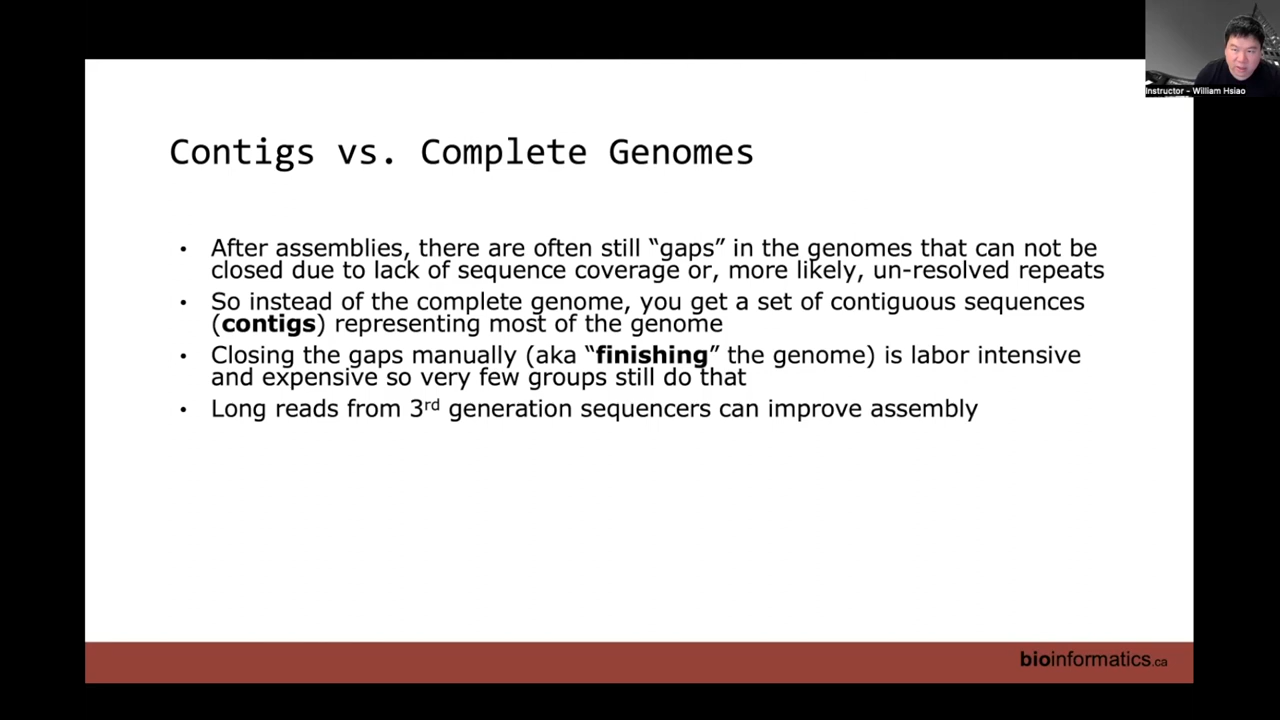 Instructor - William Hsiao
Contigs vs. Complete Genomes
• After assemblies, there are often still “gaps” in the genomes that can not be
closed due to lack of sequence coverage or, more likely, un-resolved repeats
• So instead of the complete genome, you get a set of contiguous sequences
(contigs) representing most of the genome
• Closing the gaps manually (aka “finishing” the genome) is labor intensive
and expensive so very few groups still do that
• Long reads from 3rd generation sequencers can improve assembly
bioinformatics.ca